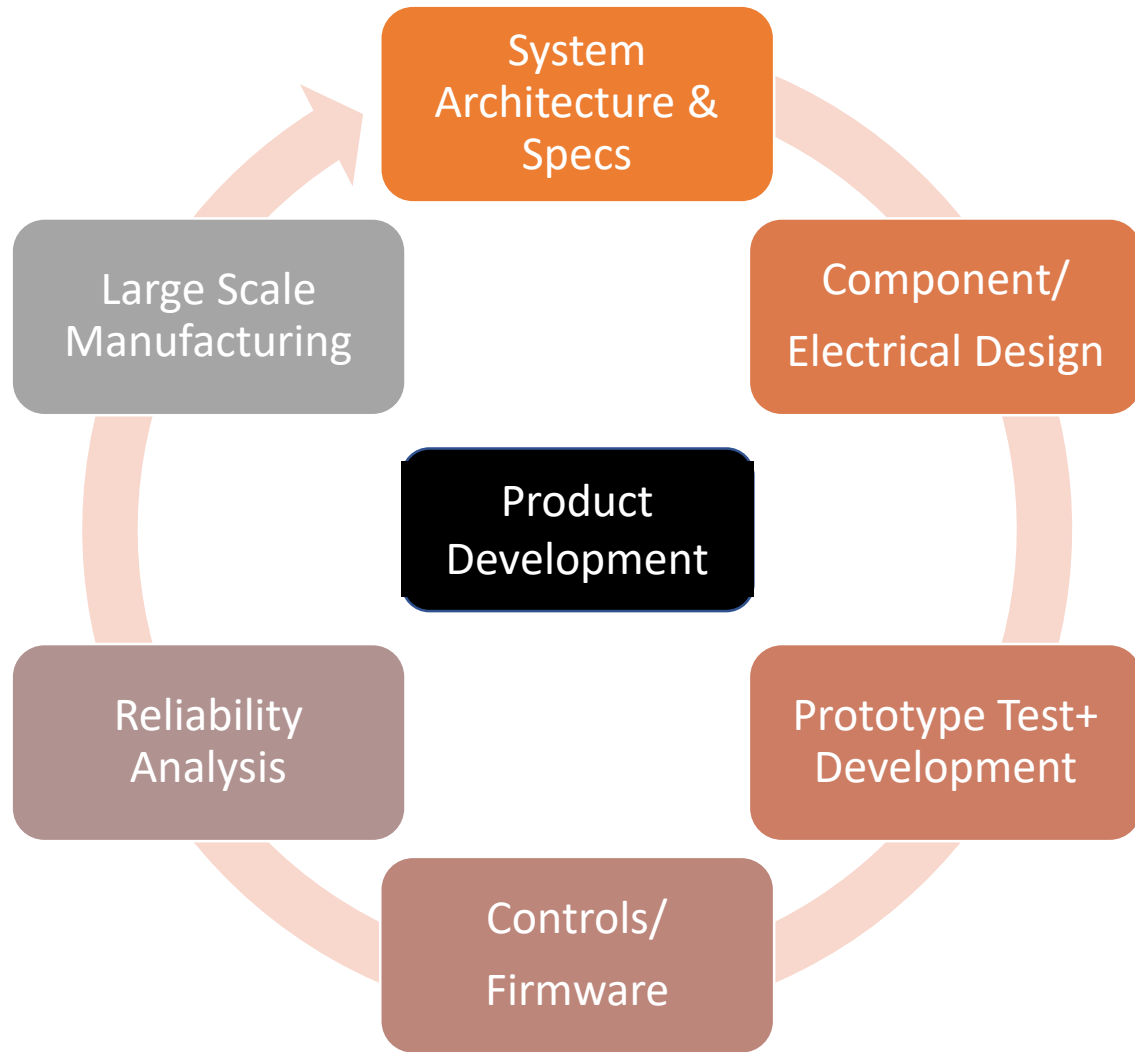 System
Architecture &
Specs
Component/
Electrical Design
Prototype Test+
Development
Controls/
Firmware
Reliability
Analysis
Large Scale
Manufacturing
Product
Development